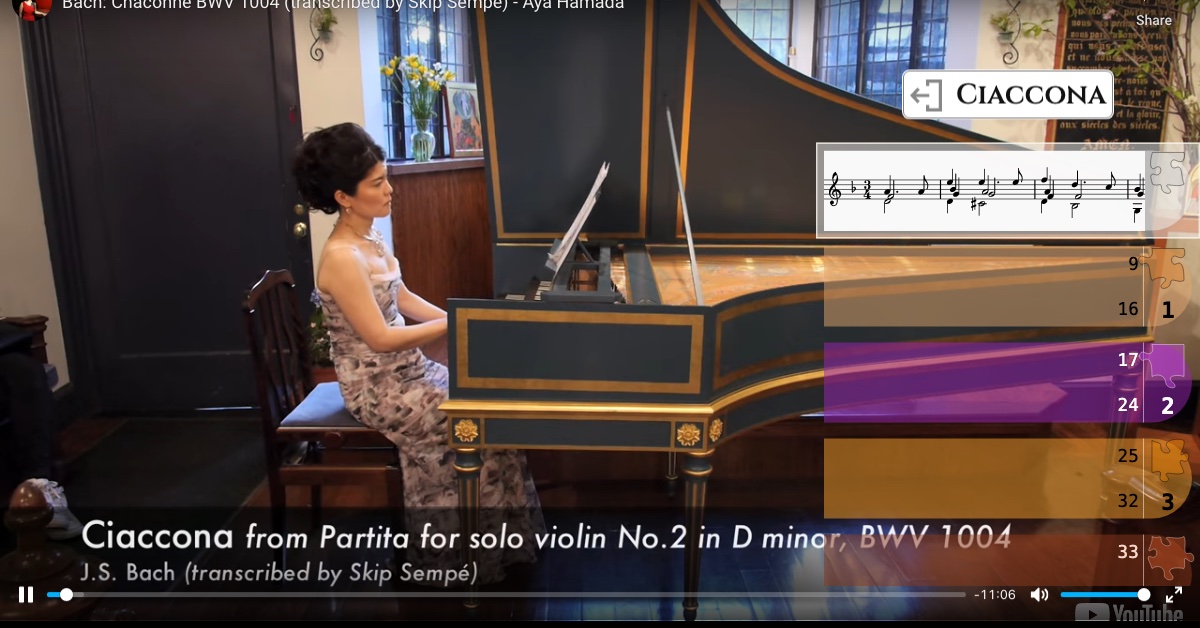 Bach: Chaconne BWV 1004 (transcribed by Skip Sempé) - Aya Hamada
Share
CIACCONA
9
16
1
17
24
2
25
32
3
33
Ciaccona from Partita for solo violin No.2 in D minor, BWV 1004
J.S. Bach (transcribed by Skip Sempé)
-11:06
YouTube